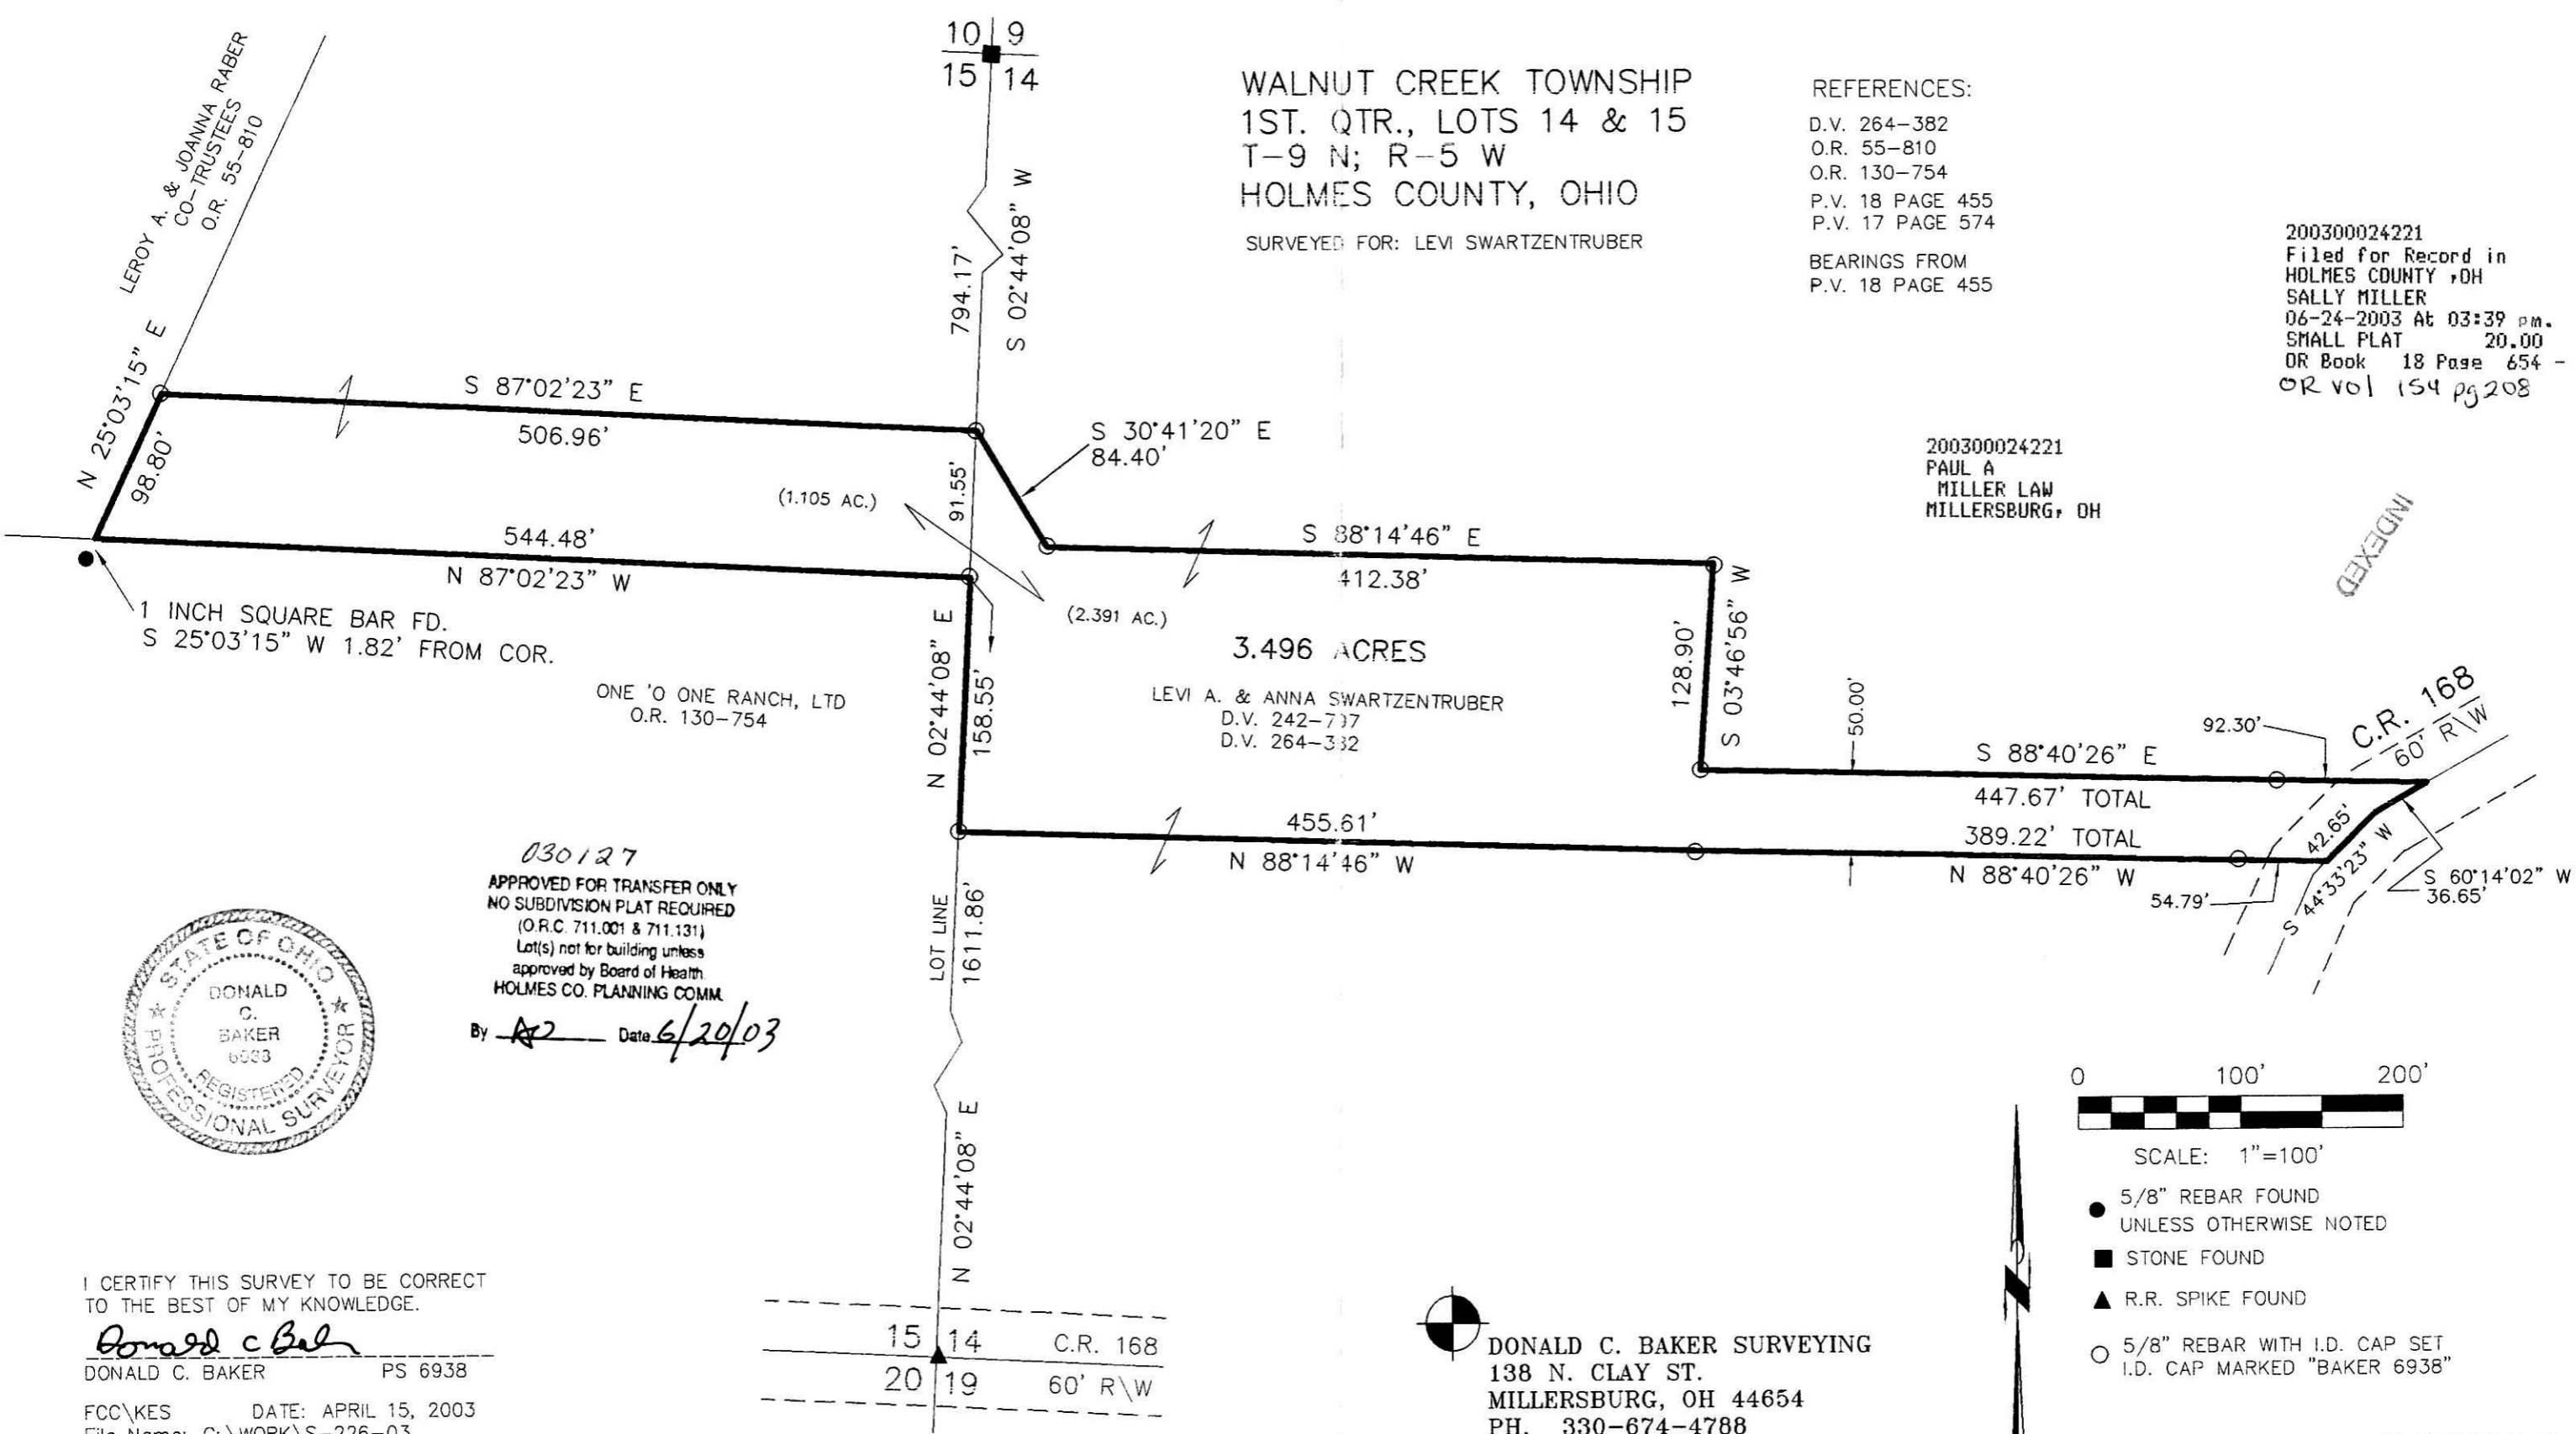 10 9
15 14
WALNUT CREEK TOWNSHIP
1ST. QTR., LOTS 14 & 15
T-9 N; R-5 W
HOLMES COUNTY, OHIO
SURVEYED FOR: LEVI SWARTZENTRUBER
REFERENCES:
D.V. 264-382
O.R. 55-810
O.R. 130-754
P.V. 18 PAGE 455
P.V. 17 PAGE 574
BEARINGS FROM
P.V. 18 PAGE 455
200300024221
Filed for Record in
HOLMES COUNTY ,OH
SALLY MILLER
06-24-2003 At 03:39 pm.
SMALL PLAT 20.00
OR Book 18 Page 654 -
OR Vol 154 pg 208
200300024221
PAUL A
MILLER LAW
MILLERSBURG, OH
INDEXED
LEROY A. & JOANNA RABER
CO-TRUSTEES
O.R. 55-810
N 25°03'15" E
98.80'
794.17'
S 02°44'08" W
S 87°02'23" E
506.96'
S 30°41'20" E
84.40'
91.55'
(1.105 AC.)
544.48'
N 87°02'23" W
1 INCH SQUARE BAR FD.
S 25°03'15" W 1.82' FROM COR.
S 88°14'46" E
412.38'
(2.391 AC.)
3.496 ACRES
LEVI A. & ANNA SWARTZENTRUBER
D.V. 242-
D.V. 264-
ONE 'O ONE RANCH, LTD
O.R. 130-754
N 02°44'08" E
158.55'
128.90'
S 03°46'56" W
50.00'
92.30'
C.R. 168
60' R\W
S 88°40'26" E
447.67' TOTAL
389.22' TOTAL
N 88°40'26" W
455.61'
N 88°14'46" W
42.65'
S 44°33'23" W
54.79'
S 60°14'02" W
36.65'
030127
APPROVED FOR TRANSFER ONLY
NO SUBDIVISION PLAT REQUIRED
(O.R.C. 711.001 & 711.131)
Lot(s) not for building unless
approved by Board of Health.
HOLMES CO. PLANNING COMM.
By Date 6/20/03
STATE OF OHIO
DONALD
C.
BAKER
REGISTERED
PROFESSIONAL SURVEYOR
LOT LINE
1611.86'
N 02°44'08" E
0 100' 200'
SCALE: 1"=100'
5/8" REBAR FOUND
UNLESS OTHERWISE NOTED
STONE FOUND
R.R. SPIKE FOUND
5/8" REBAR WITH I.D. CAP SET
I.D. CAP MARKED "BAKER 6938"
I CERTIFY THIS SURVEY TO BE CORRECT
TO THE BEST OF MY KNOWLEDGE.
Donald C Baker
DONALD C. BAKER PS 6938
FCC\KES DATE: APRIL 15, 2003
File Name: C:\WORK\S-226-03
15 14 C.R. 168
20 19 60' R\W
DONALD C. BAKER SURVEYING
138 N. CLAY ST.
MILLERSBURG, OH 44654
PH. 330-674-4788